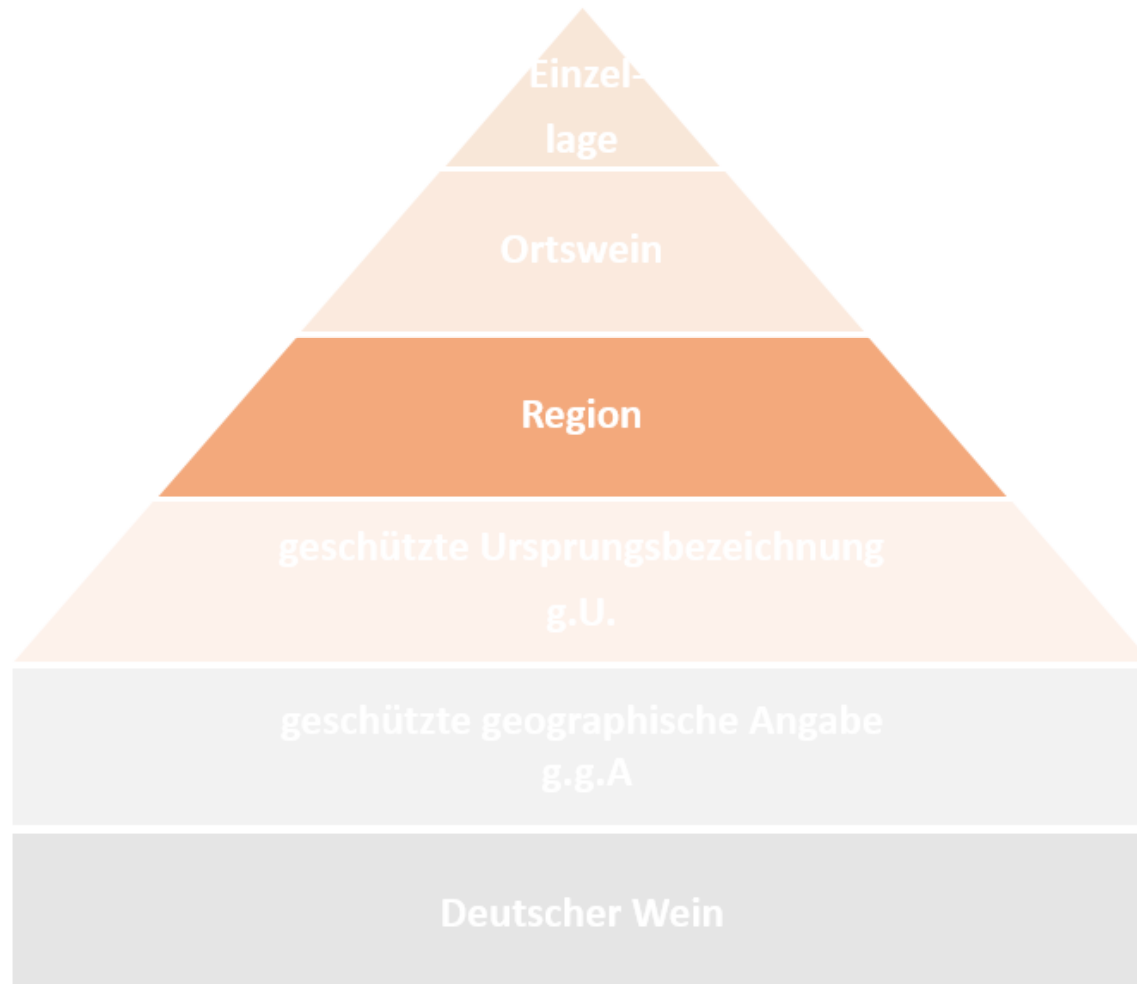 Einzel-
lage
Ortswein
Region
geschützte Ursprungsbezeichnung
g.U.
geschützte geographische Angabe
g.g.A
Deutscher Wein